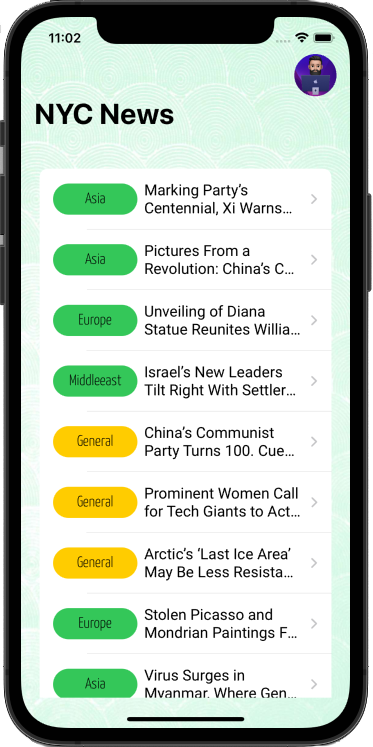 11:02
NYC News
Asia
Marking Party’s
Centennial, Xi Warns...
Asia
Pictures From a
Revolution: China’s C...
Europe
Unveiling of Diana
Statue Reunites Willia...
Middleeast
Israel’s New Leaders
Tilt Right With Settler...
General
China’s Communist
Party Turns 100. Cue...
General
Prominent Women Call
for Tech Giants to Act...
General
Arctic’s ‘Last Ice Area’
May Be Less Resista...
Europe
Stolen Picasso and
Mondrian Paintings F...
Asia
Virus Surges in
Myanmar, Where Gen...